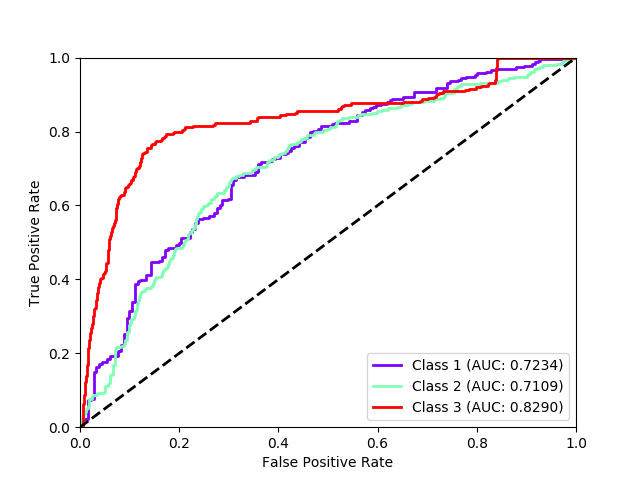 1.0
0.8
0.6
0.4
0.2
0.0
True Positive Rate
Class 1 (AUC: 0.7234)
Class 2 (AUC: 0.7109)
Class 3 (AUC: 0.8290)
0.0 0.2 0.4 0.6 0.8 1.0
False Positive Rate